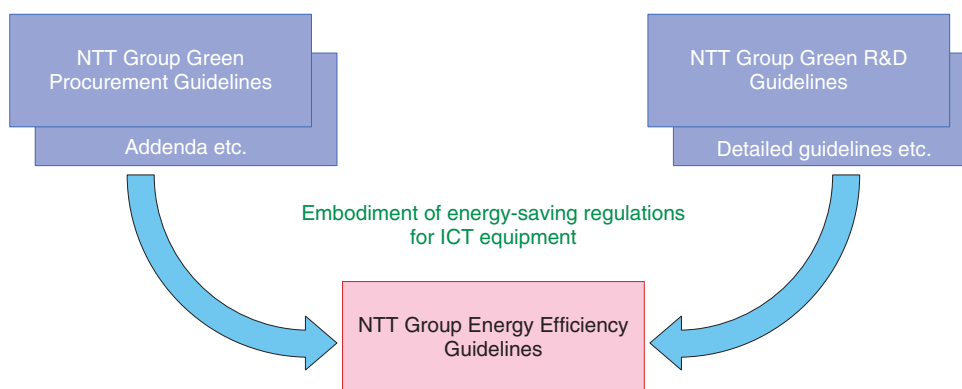 NTT Group Green
Procurement Guidelines
Addenda etc.
NTT Group Green R&D
Guidelines
Detailed guidelines etc.
Embodiment of energy-saving regulations
for ICT equipment
NTT Group Energy Efficiency
Guidelines